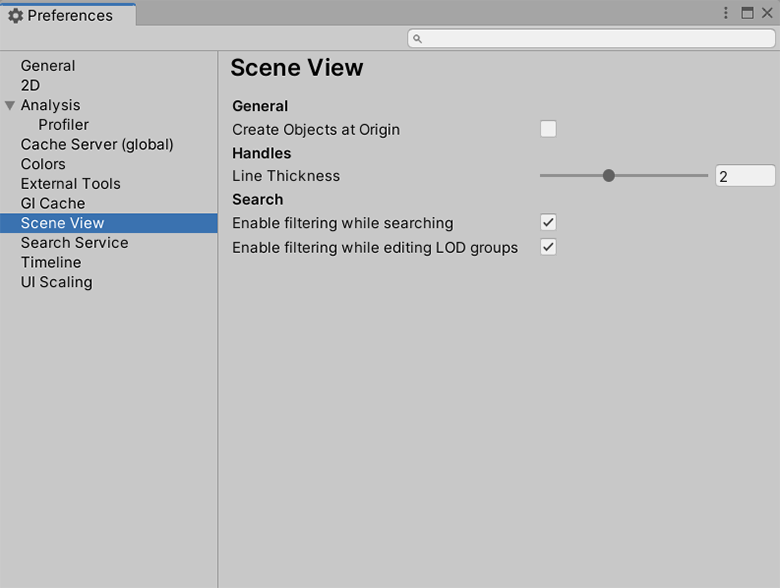 Preferences
General
2D
Analysis
Profiler
Cache Server (global)
Colors
External Tools
GI Cache
Scene View
Search Service
Timeline
UI Scaling
Scene View
General
Create Objects at Origin
Handles
Line Thickness 2
Search
Enable filtering while searching
Enable filtering while editing LOD groups